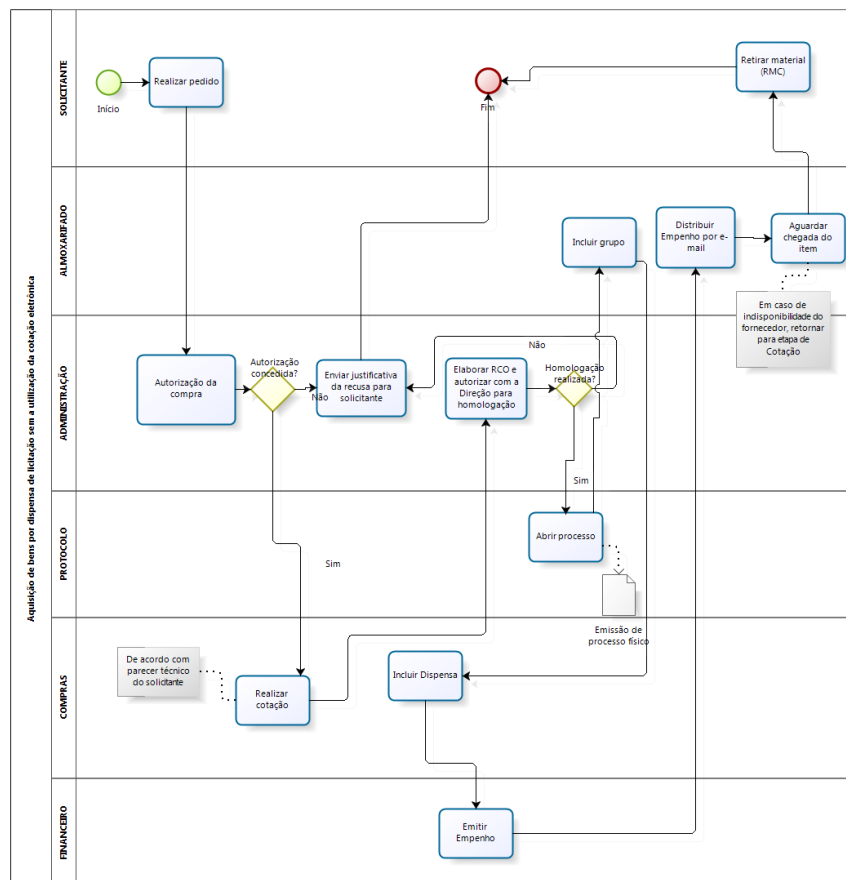 Aquisição de bens por dispensa de licitação sem a utilização da cotação eletrônica
SOLICITANTE
Início
Realizar pedido
Fim
Retirar material
(RMC)
ALMOXARIFADO
Incluir grupo
Distribuir
Empenho por e-
mail
Aguardar
chegada do
item
Em caso de
indisponibilidade do
fornecedor, retornar
para etapa de
Cotação
ADMINISTRAÇÃO
Autorização da
compra
Autorização
concedida?
Não
Enviar justificativa
da recusa para
solicitante
Elaborar RCO e
autorizar com a
Direção para
homologação
Não
Homologação
realizada?
Sim
PROTOCOLO
Sim
Abrir processo
Emissão de
processo físico
COMPRAS
De acordo com
parecer técnico
do solicitante
Realizar
cotação
Incluir Dispensa
FINANCEIRO
Emitir
Empenho